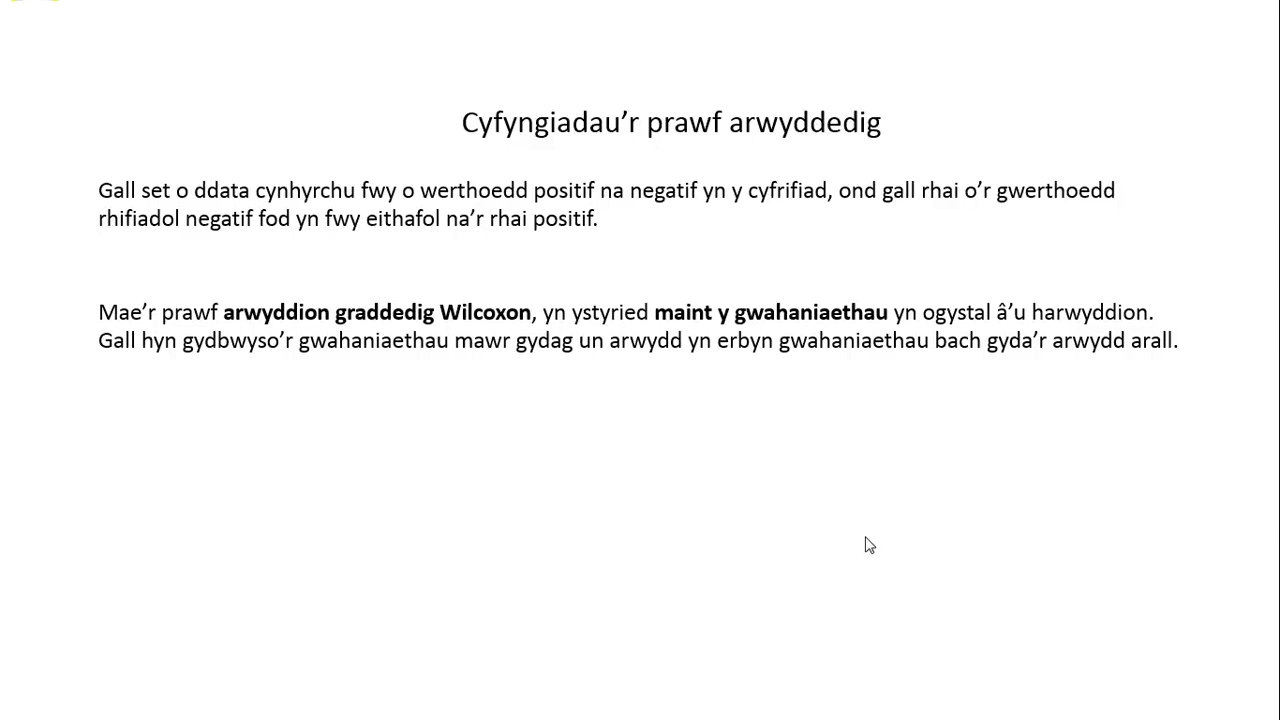 Cyfyngiadau’r prawf arwyddedig
Gall set o ddata cynhyrchu fwy o werthoedd positif na negatif yn y cyfrifiad, ond gall rhai o’r gwerthoedd
rhifiadol negatif fod yn fwy eithafol na’r rhai positif.
Mae’r prawf arwyddion graddedig Wilcoxon, yn ystyried maint y gwahaniaethau yn ogystal â’u harwyddion.
Gall hyn gydbwyso’r gwahaniaethau mawr gydag un arwydd yn erbyn gwahaniaethau bach gyda’r arwydd arall.